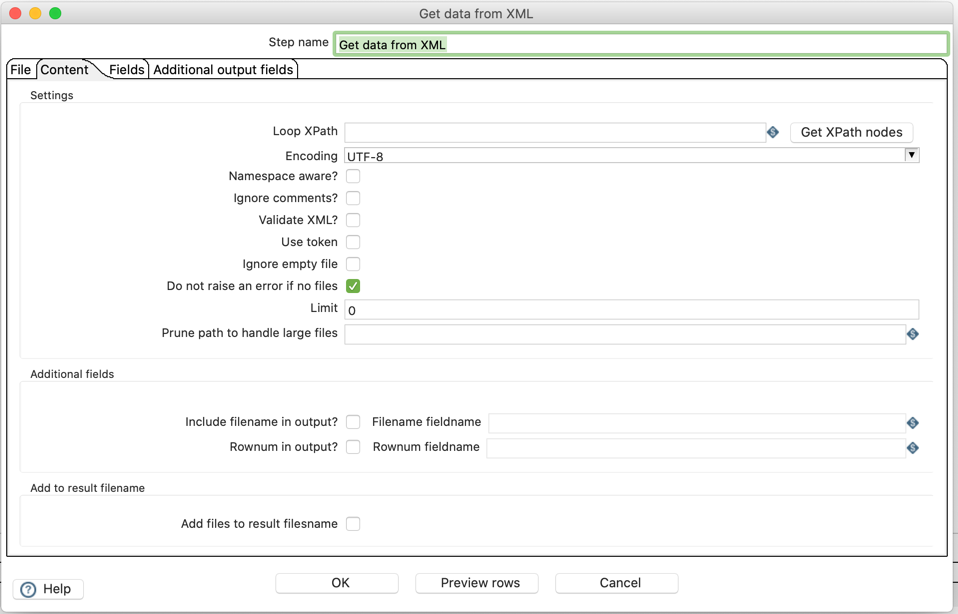 Get data from XML
Step name Get data from XML
File Content Fields Additional output fields
Settings
Loop XPath Get XPath nodes
Encoding UTF-8
Namespace aware?
Ignore comments?
Validate XML?
Use token
Ignore empty file
Do not raise an error if no files
Limit 0
Prune path to handle large files
Additional fields
Include filename in output? Filename fieldname
Rownum in output? Rownum fieldname
Add to result filename
Add files to result filesname
Help OK Preview rows Cancel